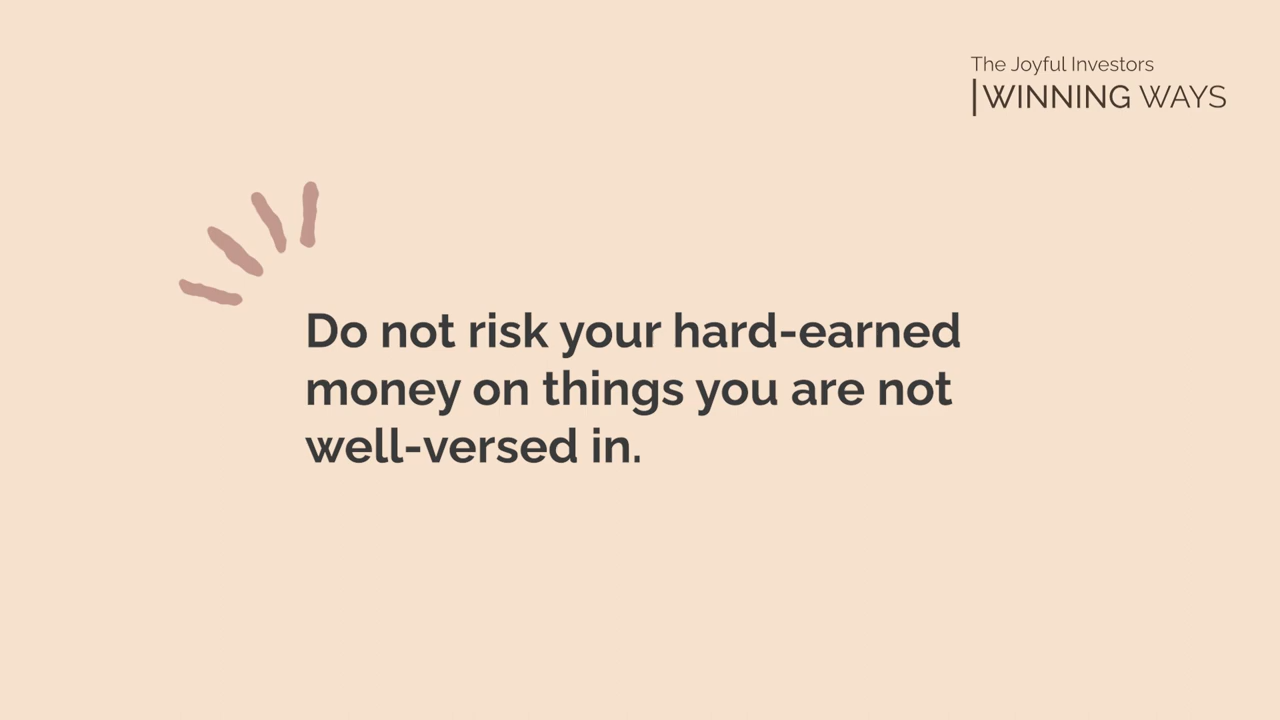 The Joyful Investors
WINNING WAYS
Do not risk your hard-earned
money on things you are not
well-versed in.